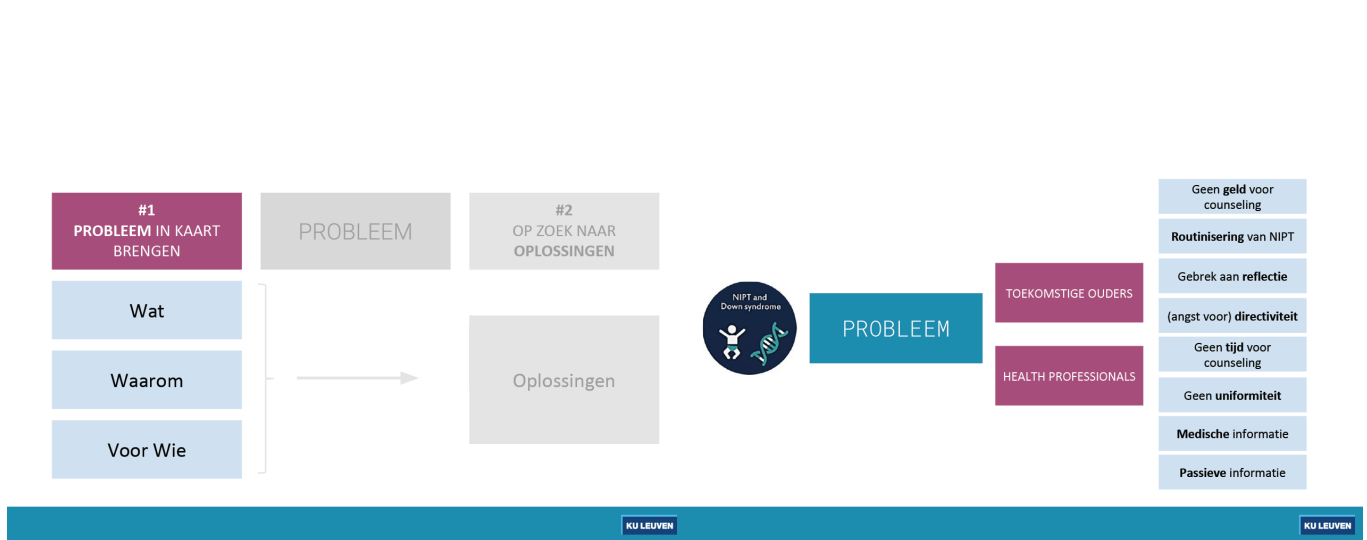 #1
PROBLEEM IN KAART
BRENGEN
PROBLEEM
#2
OP ZOEK NAAR
OPLOSSINGEN
Wat
Waarom
Voor Wie
Oplossingen
KU LEUVEN
NIPT and
Down syndrome
PROBLEEM
TOEKOMSTIGE OUDERS
HEALTH PROFESSIONALS
Geen geld voor
counseling
Routinisering van NIPT
Gebrek aan reflectie
(angst voor) directiviteit
Geen tijd voor
counseling
Geen uniformiteit
Medische informatie
Passieve informatie
KU LEUVEN